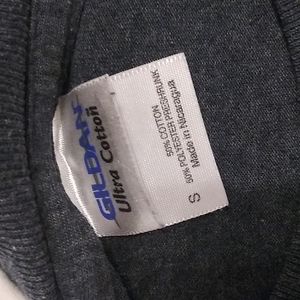 GILDAN
Ultra Cotton
50% COTTON
50% POLYESTER PRESHRUNK
Made in Nicaragua
S